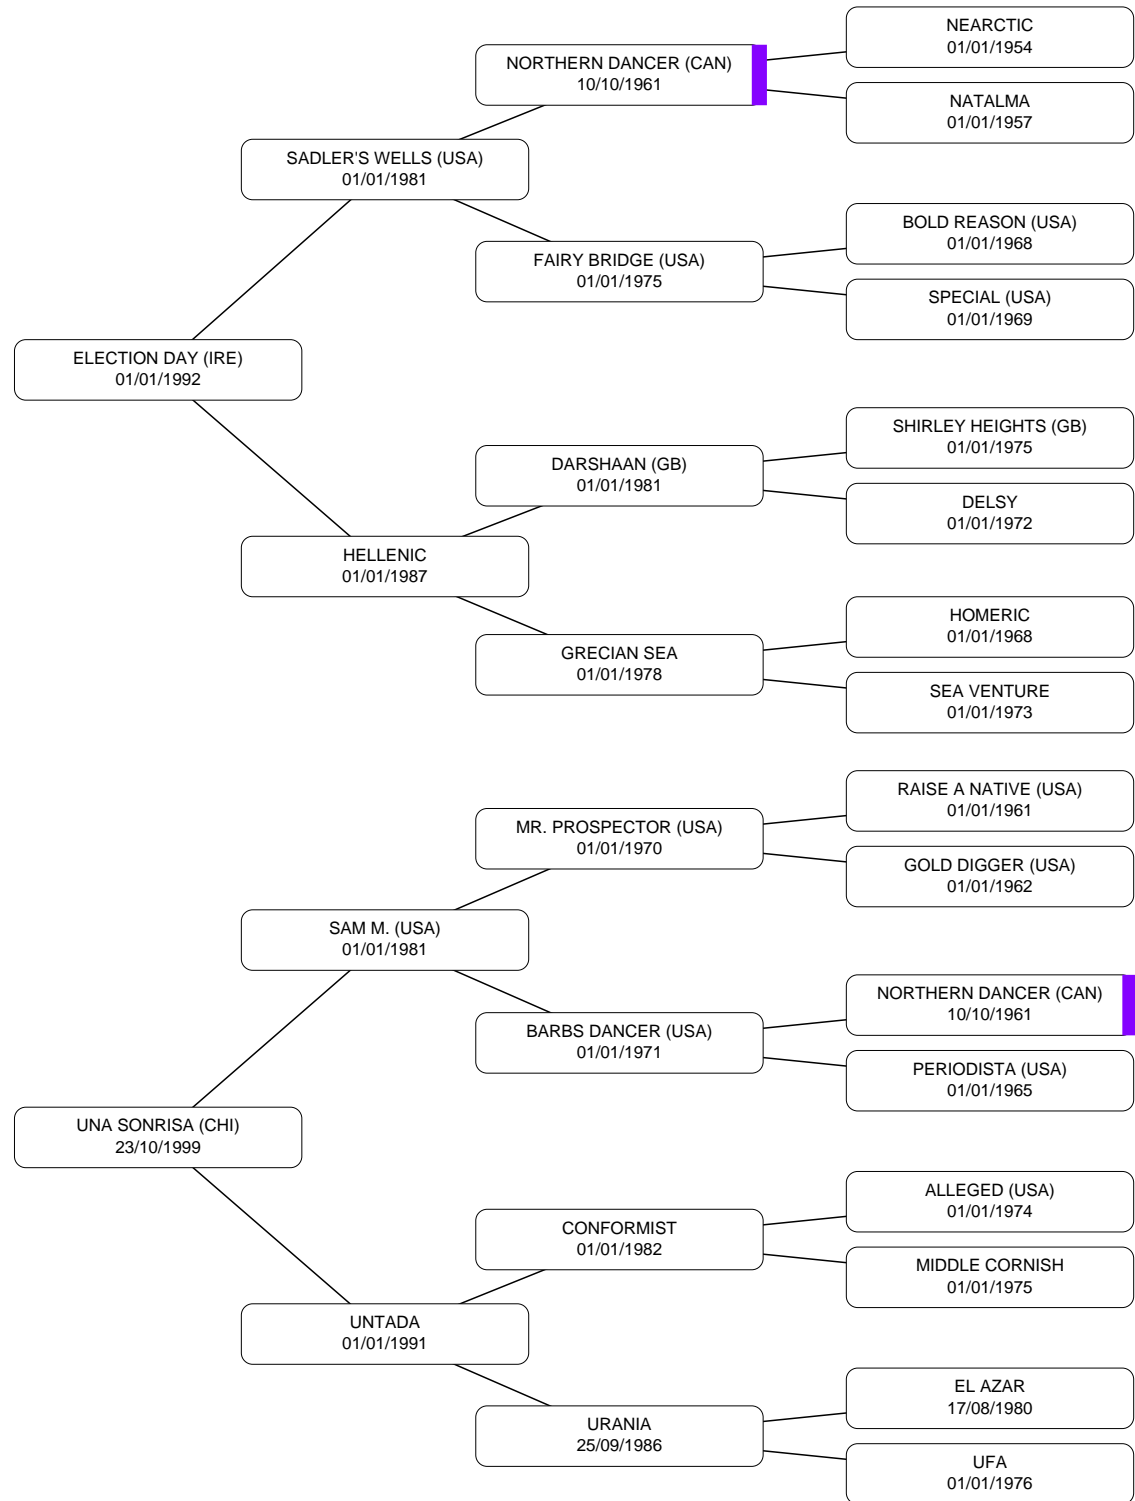 NEARCTIC
01/01/1954
NORTHERN DANCER (CAN)
10/10/1961
NATALMA
01/01/1957
SADLER'S WELLS (USA)
01/01/1981
BOLD REASON (USA)
01/01/1968
FAIRY BRIDGE (USA)
01/01/1975
SPECIAL (USA)
01/01/1969
ELECTION DAY (IRE)
01/01/1992
SHIRLEY HEIGHTS (GB)
01/01/1975
DARSHAAN (GB)
01/01/1981
DELSY
01/01/1972
HELLENIC
01/01/1987
HOMERIC
01/01/1968
GRECIAN SEA
01/01/1978
SEA VENTURE
01/01/1973
RAISE A NATIVE (USA)
01/01/1961
MR. PROSPECTOR (USA)
01/01/1970
GOLD DIGGER (USA)
01/01/1962
SAM M. (USA)
01/01/1981
NORTHERN DANCER (CAN)
10/10/1961
BARBS DANCER (USA)
01/01/1971
PERIODISTA (USA)
01/01/1965
UNA SONRISA (CHI)
23/10/1999
ALLEGED (USA)
01/01/1974
CONFORMIST
01/01/1982
MIDDLE CORNISH
01/01/1975
UNTADA
01/01/1991
EL AZAR
17/08/1980
URANIA
25/09/1986
UFA
01/01/1976